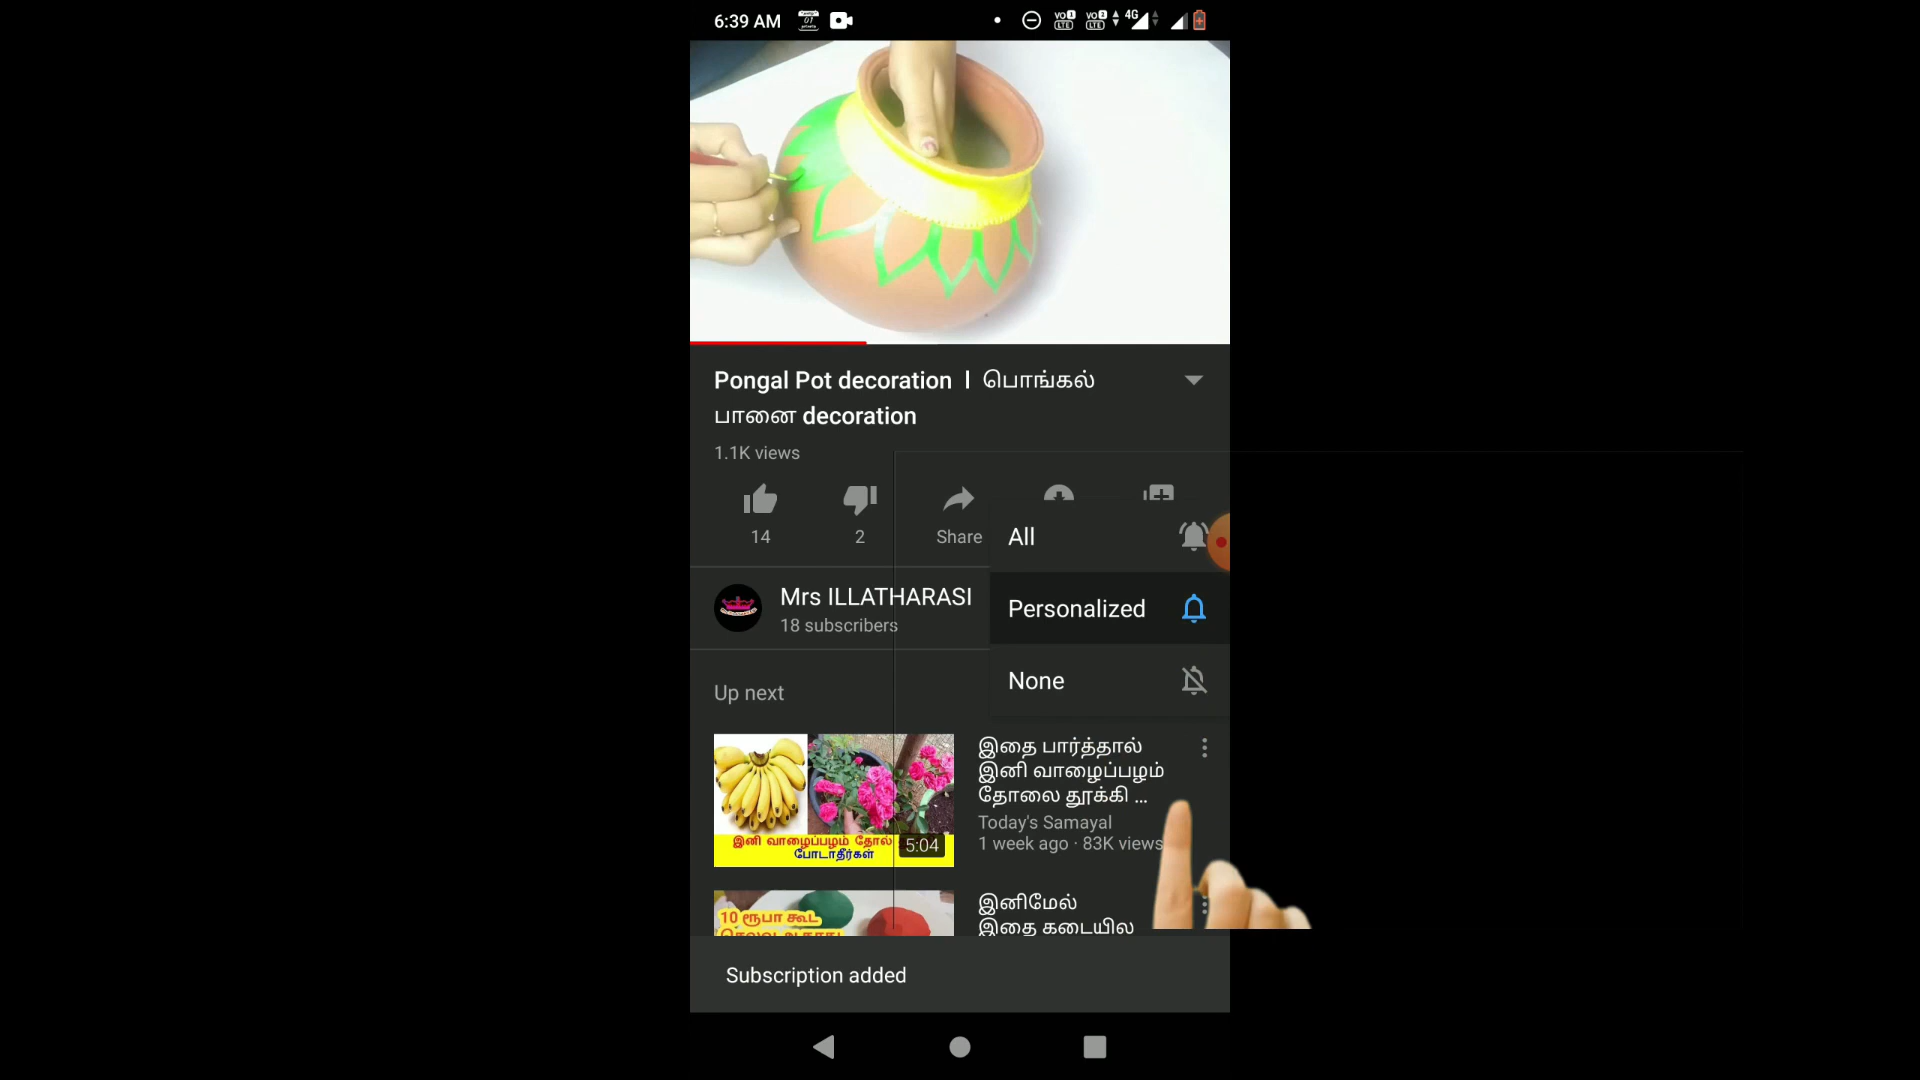 6:39 AM
4G
Pongal Pot decoration । பொங்கல்
பானை decoration
1.1K views
14
2
Share
All
Mrs ILLATHARASI
18 subscribers
Personalized
None
Up next
இனி வாழைப்பழம் தோல்
போடாதீர்கள்
5:04
இதை பார்த்தால்
இனி வாழைப்பழம்
தோலை தூக்கி ...
Today's Samayal
1 week ago · 83K views
10 ரூபா கூட
இனிமேல்
இதை கடையில
Subscription added